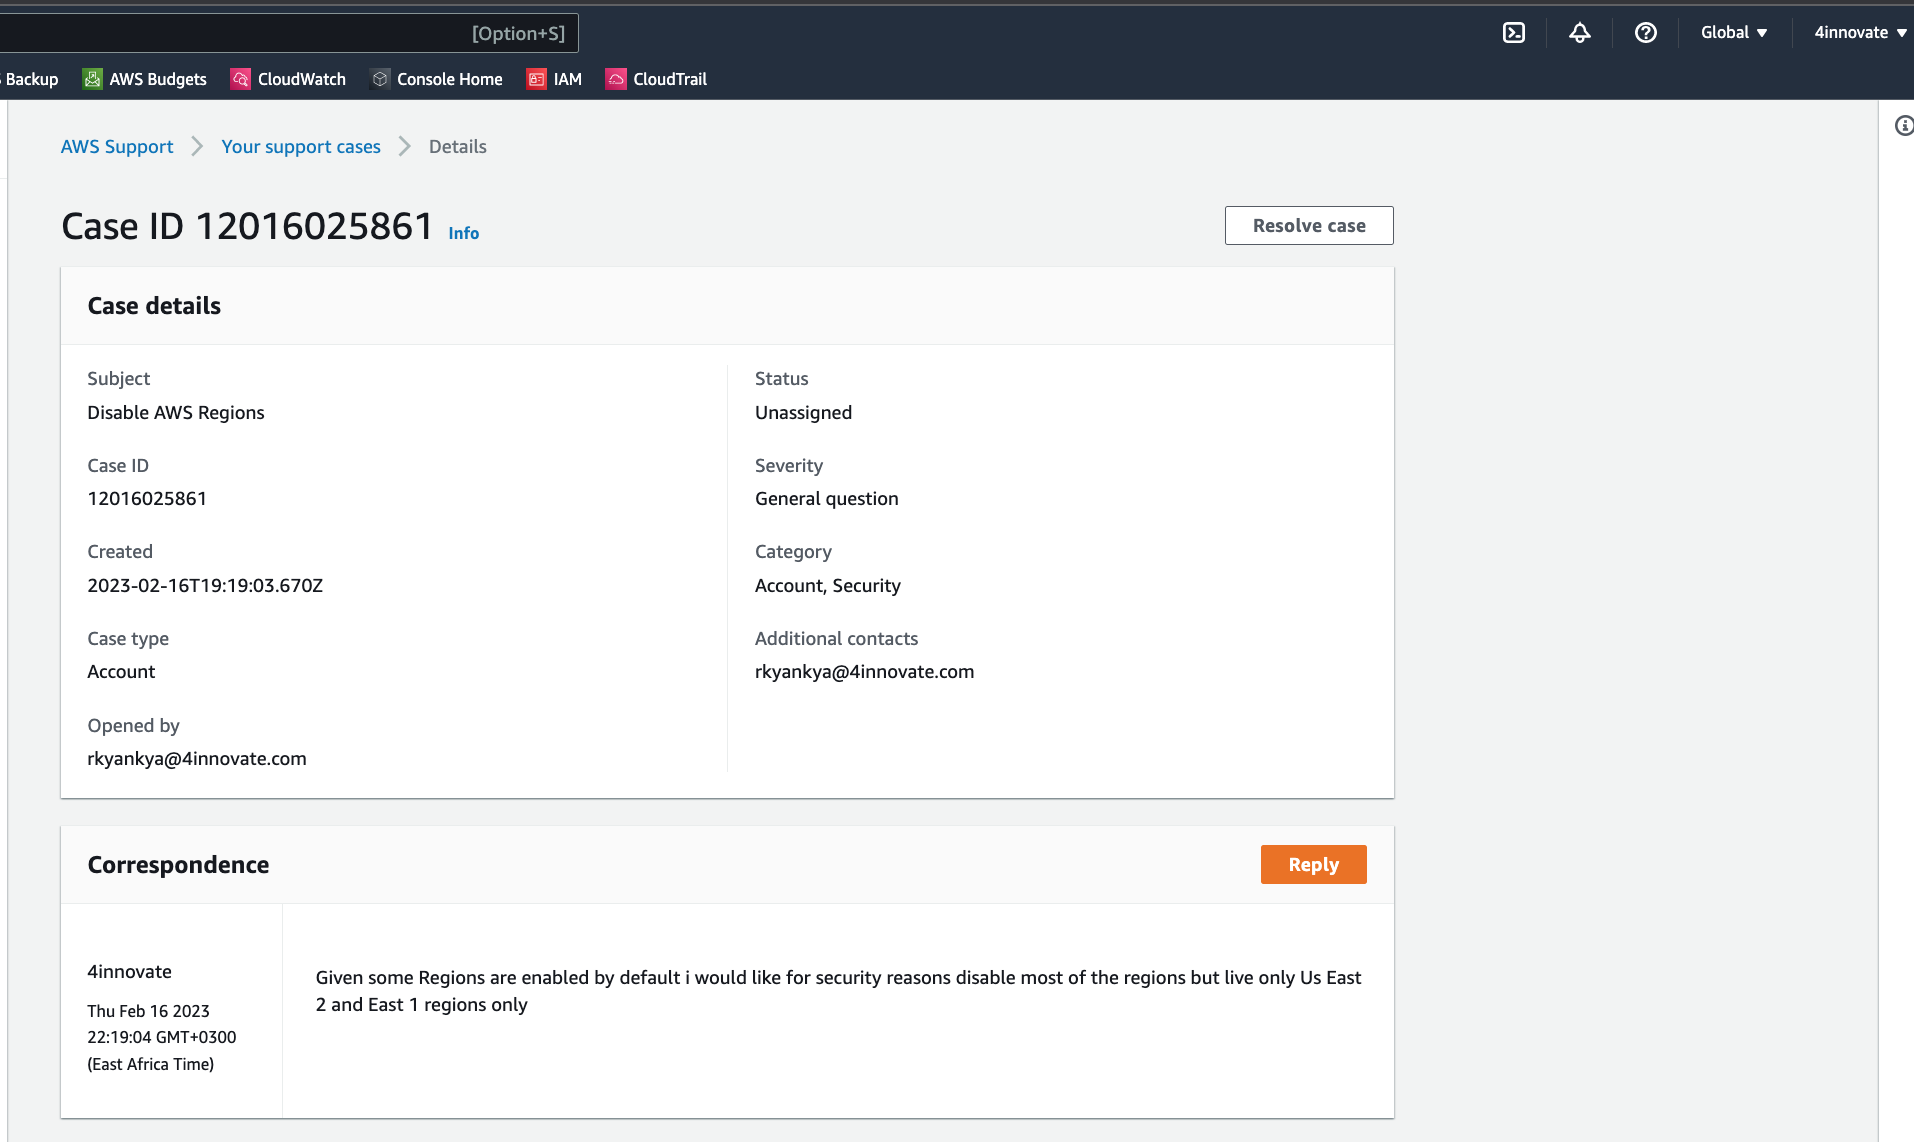 [Option+S]
Global ▼
4innovate ▼
Backup
AWS Budgets
CloudWatch
Console Home
IAM
CloudTrail
AWS Support
Your support cases
Details
Case ID 12016025861 Info
Resolve case
Case details
Subject
Disable AWS Regions
Case ID
12016025861
Created
2023-02-16T19:19:03.670Z
Case type
Account
Opened by
rkyankya@4innovate.com
Status
Unassigned
Severity
General question
Category
Account, Security
Additional contacts
rkyankya@4innovate.com
Correspondence
Reply
4innovate
Thu Feb 16 2023
22:19:04 GMT+0300
(East Africa Time)
Given some Regions are enabled by default i would like for security reasons disable most of the regions but live only Us East
2 and East 1 regions only